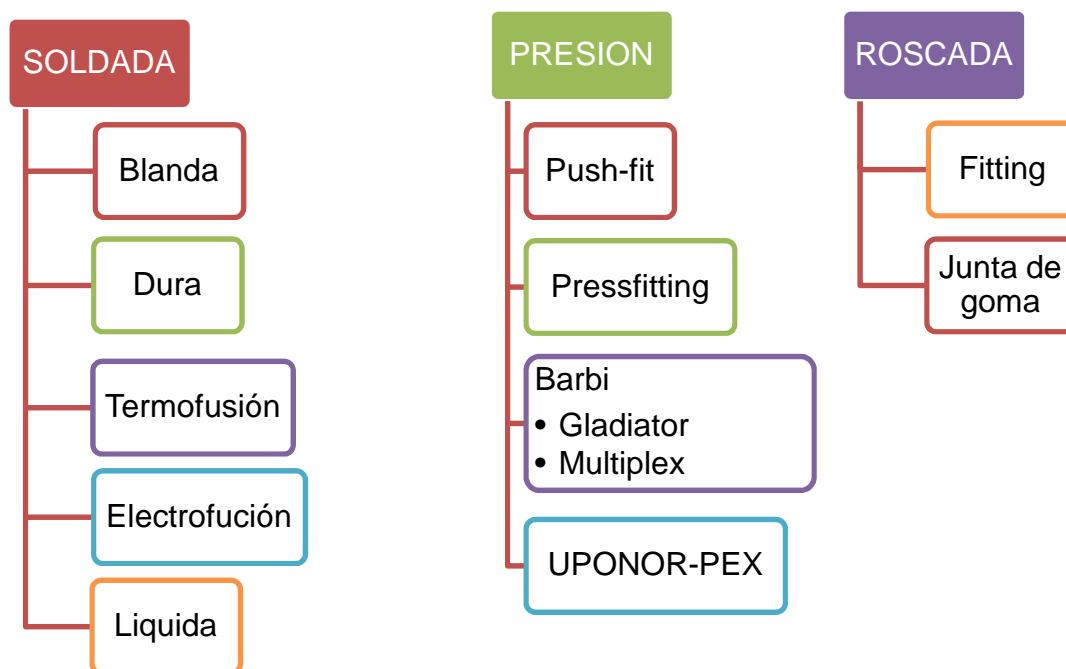 SOLDADA
Blanda
Dura
Termofusión
Electrofución
Liquida
PRESION
Push-fit
Pressfitting
Barbi
• Gladiator
• Multiplex
UPONOR-PEX
ROSCADA
Fitting
Junta de
goma